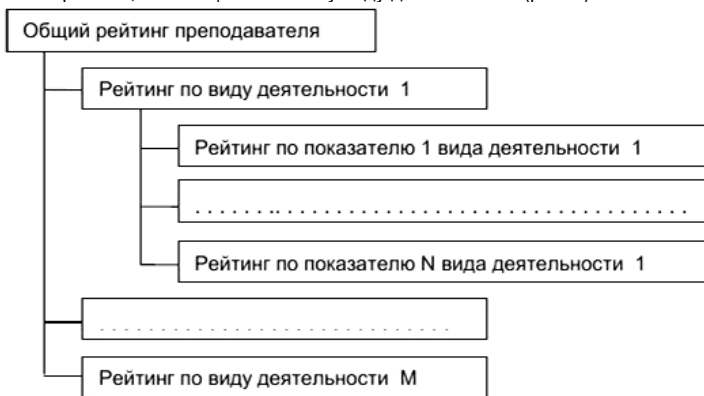 Общий рейтинг преподавателя
Рейтинг по виду деятельности 1
Рейтинг по показателю 1 вида деятельности 1
. . . . . . . . . . . . . . . . . . . . . . . . . . . . . . . . . . . . .
Рейтинг по показателю N вида деятельности 1
. . . . . . . . . . . . . . . . . . . . . . . . . . . . .
Рейтинг по виду деятельности М